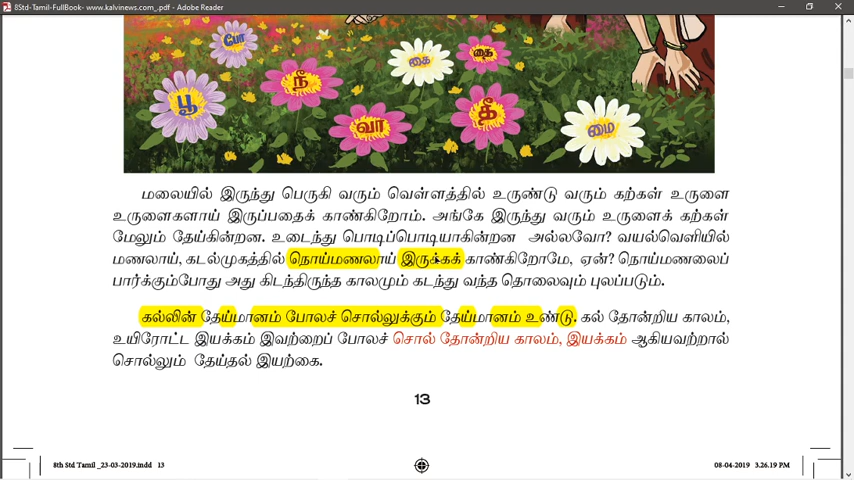 8Std-Tamil-FullBook- www.kalvinews.com_.pdf - Adobe Reader
போ
கை
தை
நீ
பூ
வா
தீ
மை
மலையில் இருந்து பெருகி வரும் வெள்ளத்தில் உருண்டு வரும் கற்கள் உருளை
உருளைகளாய் இருப்பதைக் காண்கிறோம். அங்கே இருந்து வரும் உருளைக் கற்கள்
மேலும் தேய்கின்றன. உடைந்து பொடிப்பொடியாகின்றன அல்லவோ? வயல்வெளியில்
மணலாய், கடல்முகத்தில் நொய்மணலாய் இருக்கக் காண்கிறோமே, ஏன்? நொய்மணலைப்
பார்க்கும்போது அது கிடந்திருந்த காலமும் கடந்து வந்த தொலைவும் புலப்படும்.
கல்லின் தேய்மானம் போலச் சொல்லுக்கும் தேய்மானம் உண்டு. கல் தோன்றிய காலம்,
உயிரோட்ட இயக்கம் இவற்றைப் போலச் சொல் தோன்றிய காலம், இயக்கம் ஆகியவற்றால்
சொல்லும் தேய்தல் இயற்கை.
13
8th Std Tamil _23-03-2019.indd 13
08-04-2019 3.26.19 PM